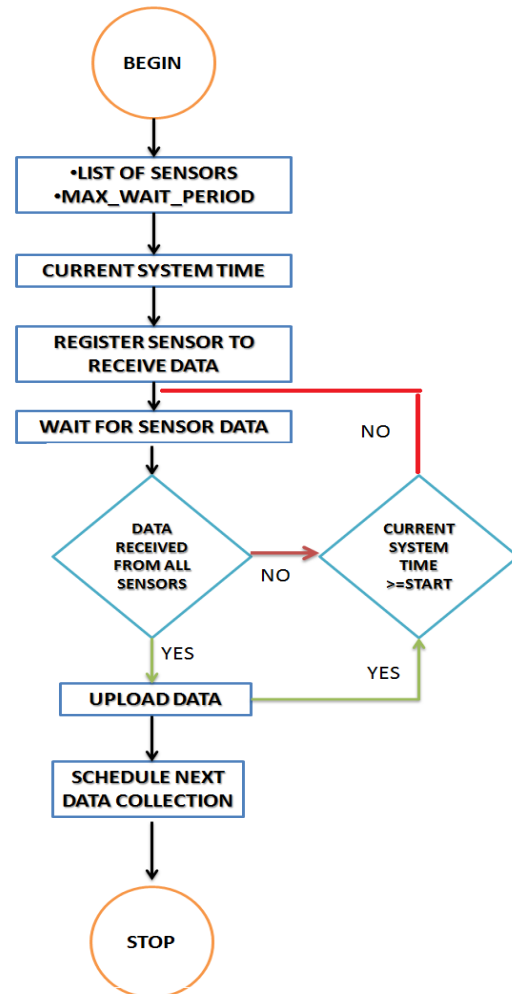 BEGIN
•LIST OF SENSORS
•MAX_WAIT_PERIOD
CURRENT SYSTEM TIME
REGISTER SENSOR TO
RECEIVE DATA
WAIT FOR SENSOR DATA
NO
DATA
RECEIVED
FROM ALL
SENSORS
NO
CURRENT
SYSTEM
TIME
>=START
YES
YES
UPLOAD DATA
SCHEDULE NEXT
DATA COLLECTION
STOP